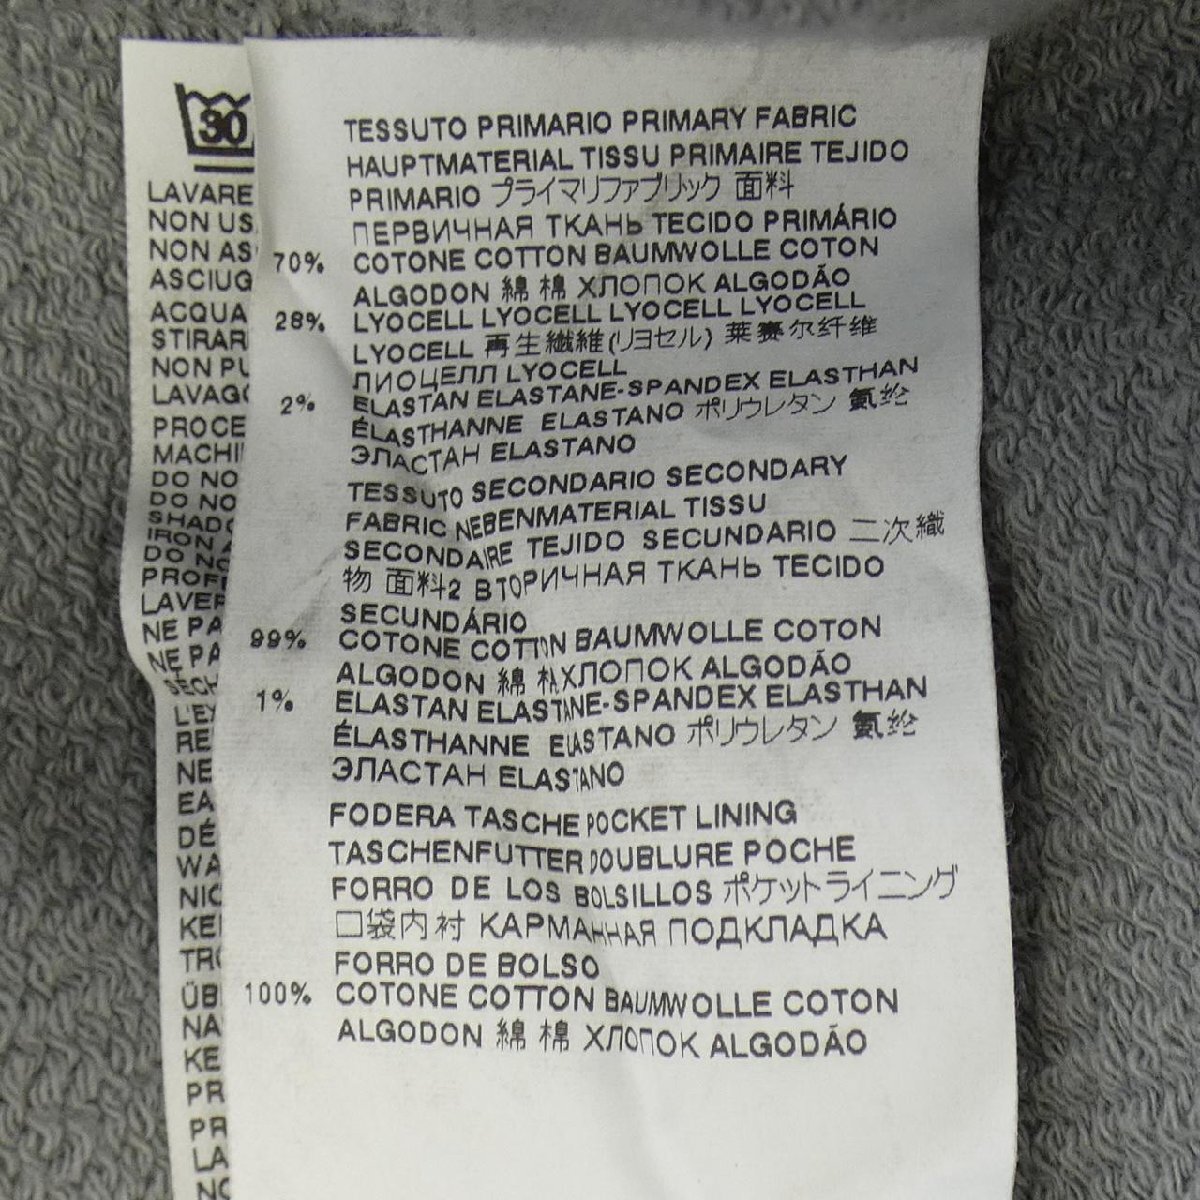 30
LAVARE
NON US
NON AS
ASCIUG
ACQUA
STIRAR
NON PU
LAVAG
PROCE
MACHI
DO NO
DO NO
SHAD
IRON
DO NO
PROF
LAVER
NE PA
NE PA
SÉCH
L'EX
RE
NE
EA
DÉ
WA
NIC
KEI
TRO
ÜB
NA
KE
PR
PR
LA
NO
TESSUTO PRIMARIO PRIMARY FABRIC
HAUPTMATERIAL TISSU PRIMAIRE TEJIDO
PRIMARIO プライマリファブリック 面料
ПЕРВИЧНАЯ ТКАНЬ TECIDO PRIMÁRIO
70% COTONE COTTON BAUMWOLLE COTON
ALGODON 綿 棉 ХЛОПОК ALGODÃO
28% LYOCELL LYOCELL LYOCELL LYOCELL
LYOCELL 再生繊維(リヨセル) 莱赛尔纤维
ЛИОЦЕЛЛ LYOCELL
2% ELASTAN ELASTANE-SPANDEX ELASTHAN
ÉLASTHANNE ELASTANO ポリウレタン 氨纶
ЭЛАСТАН ELASTANO
TESSUTO SECONDARIO SECONDARY
FABRIC NEBENMATERIAL TISSU
SECONDAIRE TEJIDO SECUNDARIO 二次織
物 面料2 ВТОРИЧНАЯ ТКАНЬ TECIDO
SECUNDÁRIO
99% COTONE COTTON BAUMWOLLE COTON
ALGODON 綿 棉 ХЛОПОК ALGODÃO
1% ELASTAN ELASTANE-SPANDEX ELASTHAN
ÉLASTHANNE ELASTANO ポリウレタン 氨纶
ЭЛАСТАН ELASTANO
FODERA TASCHE POCKET LINING
TASCHENFUTTER DOUBLURE POCHE
FORRO DE LOS BOLSILLOS ポケットライニング
口袋内衬 КАРМАННАЯ ПОДКЛАДКА
FORRO DE BOLSO
100% COTONE COTTON BAUMWOLLE COTON
ALGODON 綿 棉 ХЛОПОК ALGODÃO